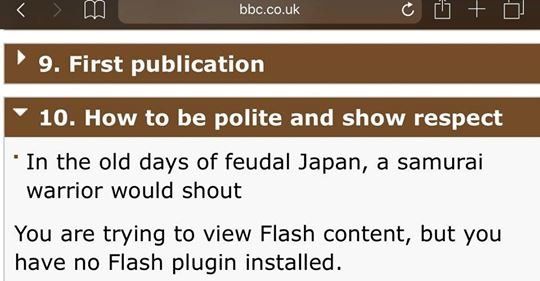 bbc.co.uk
9. First publication
10. How to be polite and show respect
In the old days of feudal Japan, a samurai
warrior would shout
You are trying to view Flash content, but you
have no Flash plugin installed.